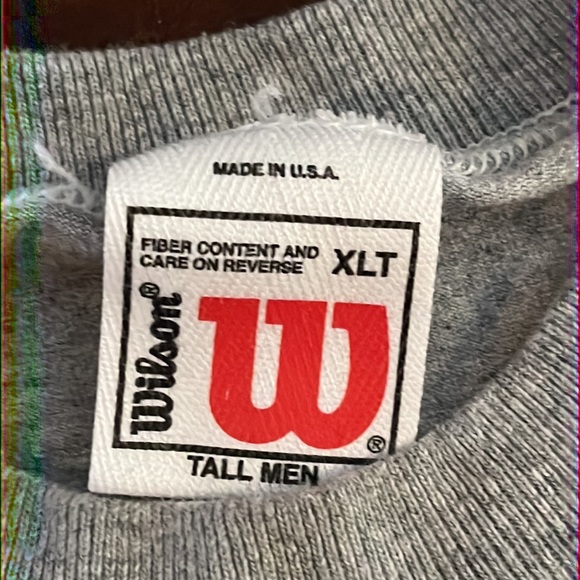 MADE IN U.S.A.
FIBER CONTENT AND
CARE ON REVERSE
XLT
Wilson®
W®
TALL MEN